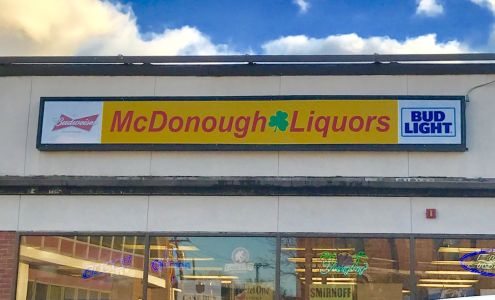 Budweiser
McDonough Liquors
BUD
LIGHT
SMIRNOFF